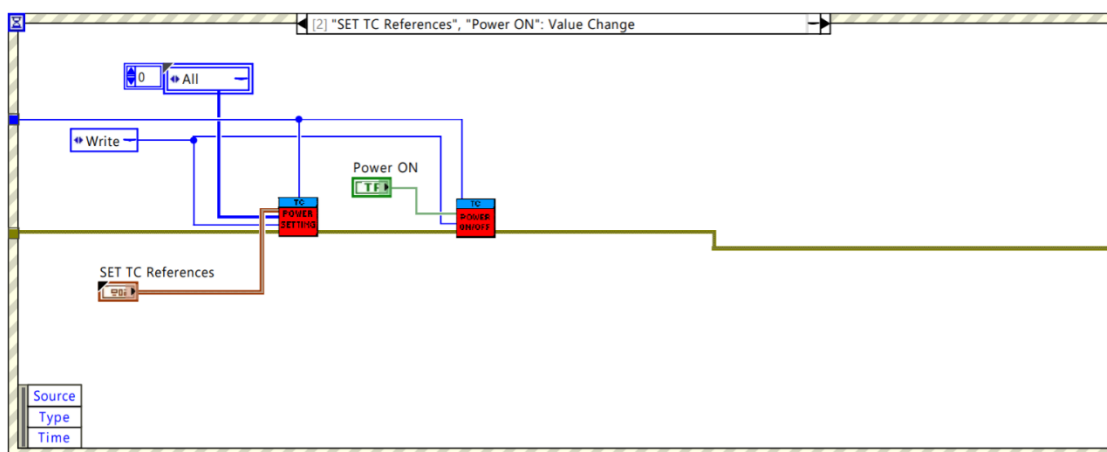 [2] "SET TC References", "Power ON": Value Change
0
All
Write
Power ON
TF
TC
POWER
SETTING
TC
POWER
ON/OFF
SET TC References
Source
Type
Time